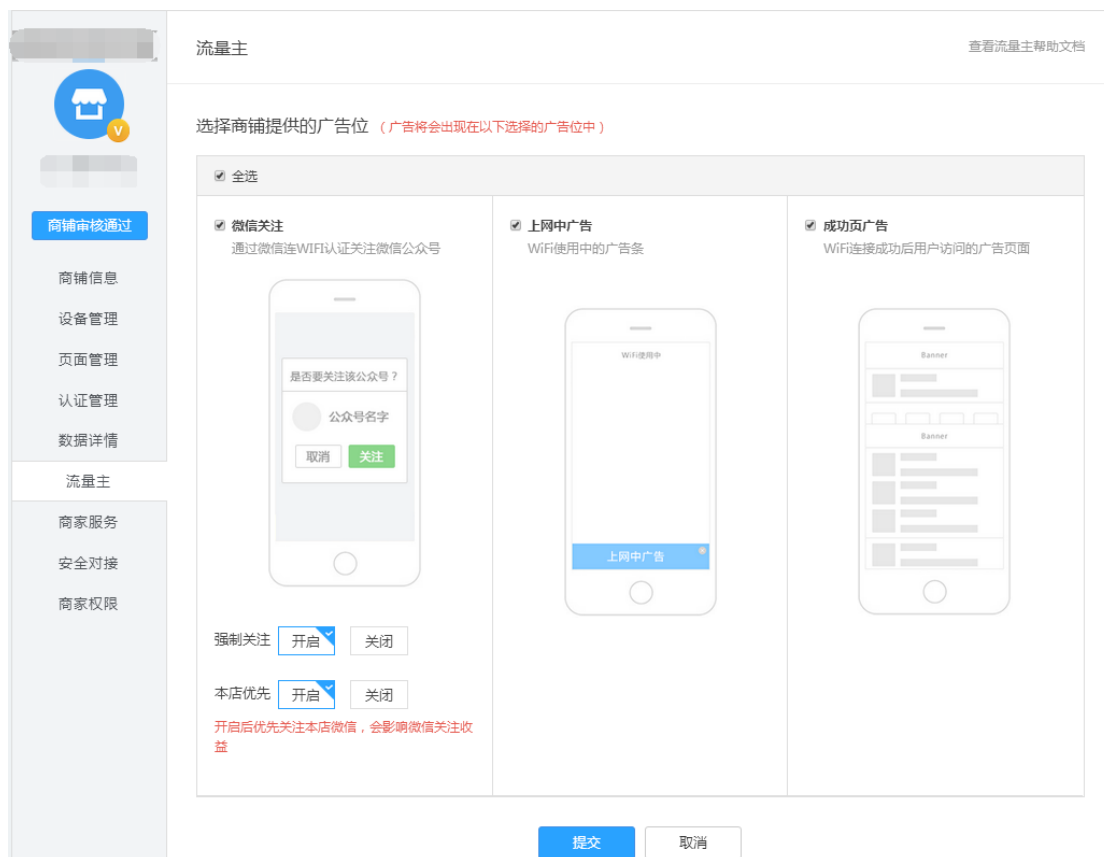 流量主
查看流量主帮助文档
V
商铺审核通过
商铺信息
设备管理
页面管理
认证管理
数据详情
流量主
商家服务
安全对接
商家权限
选择商铺提供的广告位 (广告将会出现在以下选择的广告位中)
全选
微信关注
通过微信连WIFI认证关注微信公众号
是否要关注该公众号?
公众号名字
取消 关注
强制关注 开启 关闭
本店优先 开启 关闭
开启后优先关注本店微信,会影响微信关注收
益
上网中广告
WiFi使用中的广告条
WiFi使用中
上网中广告
成功页广告
WiFi连接成功后用户访问的广告页面
Banner
Banner
提交 取消